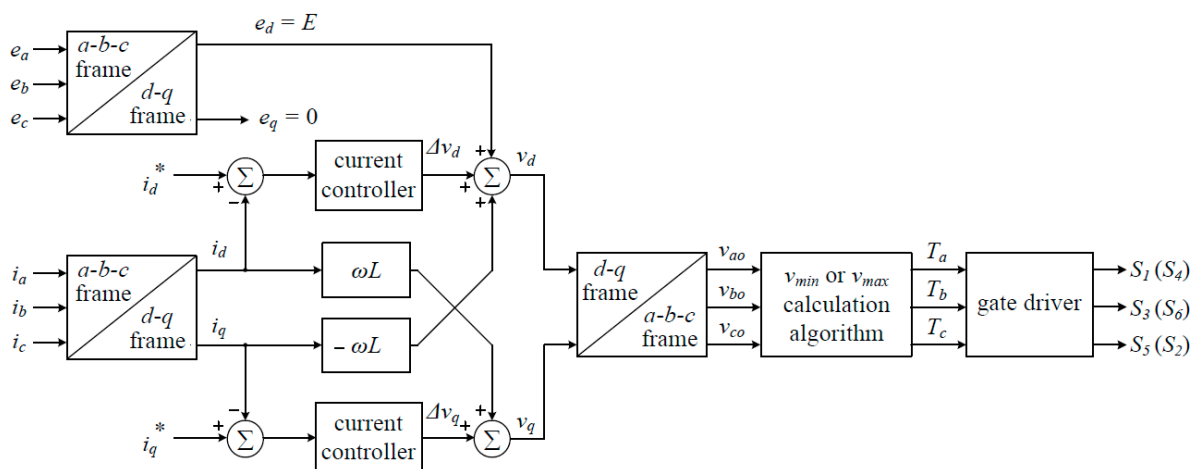 e_d = E
e_a
e_b
e_c
a-b-c
frame
d-q
frame
e_q = 0
i_d*
+
−
Σ
current
controller
Δv_d
+
+
+
Σ
v_d
i_a
i_b
i_c
a-b-c
frame
d-q
frame
i_d
i_q
ωL
− ωL
d-q
frame
a-b-c
frame
v_ao
v_bo
v_co
v_min or v_max
calculation
algorithm
T_a
T_b
T_c
gate driver
S_1 (S_4)
S_3 (S_6)
S_5 (S_2)
i_q*
+
−
Σ
current
controller
Δv_q
+
+
Σ
v_q